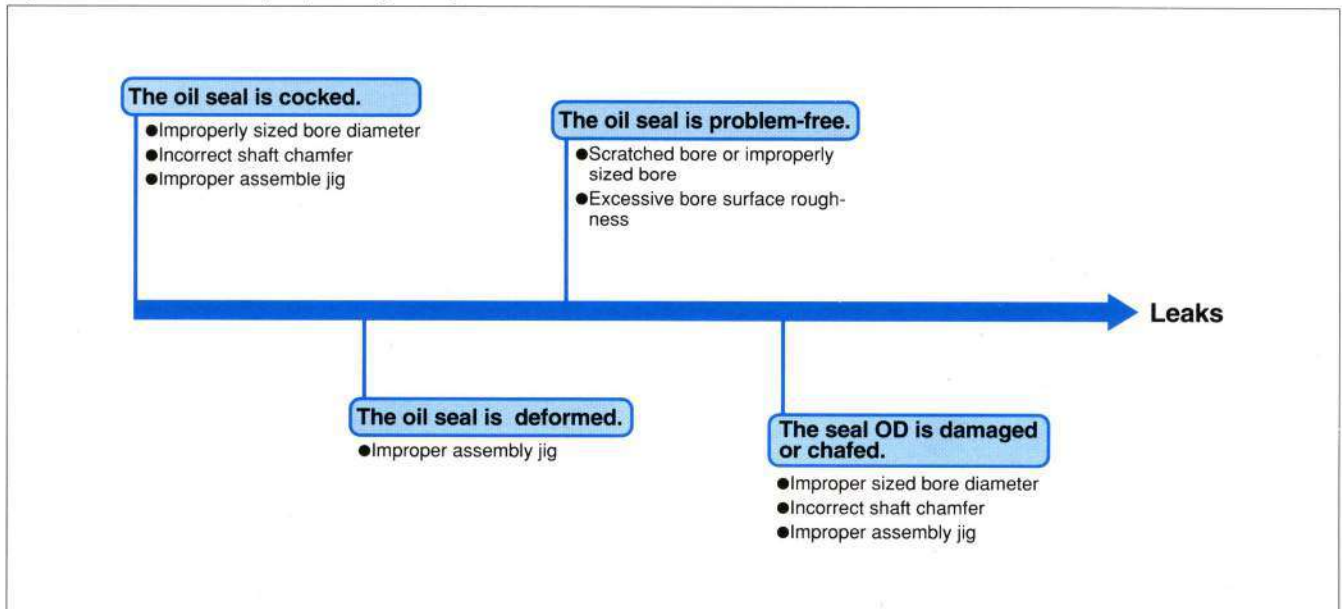 The oil seal is cocked.
●Improperly sized bore diameter
●Incorrect shaft chamfer
●Improper assemble jig
The oil seal is problem-free.
●Scratched bore or improperly
sized bore
●Excessive bore surface rough-
ness
Leaks
The oil seal is deformed.
●Improper assembly jig
The seal OD is damaged
or chafed.
●Improper sized bore diameter
●Incorrect shaft chamfer
●Improper assembly jig